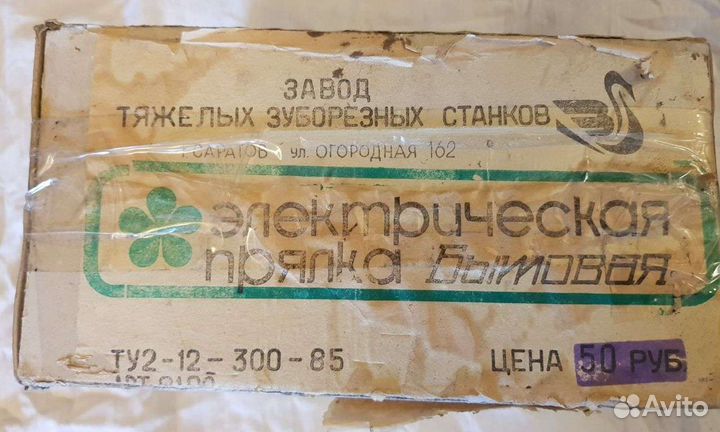 ЗАВОД
ТЯЖЕЛЫХ ЗУБОРЕЗНЫХ СТАНКОВ
Г.САРАТОВ ул. ОГОРОДНАЯ 162
электрическая
прялка бытовая
ТУ2-12-300-85
ЦЕНА 50 РУБ.
АРТ
Avito